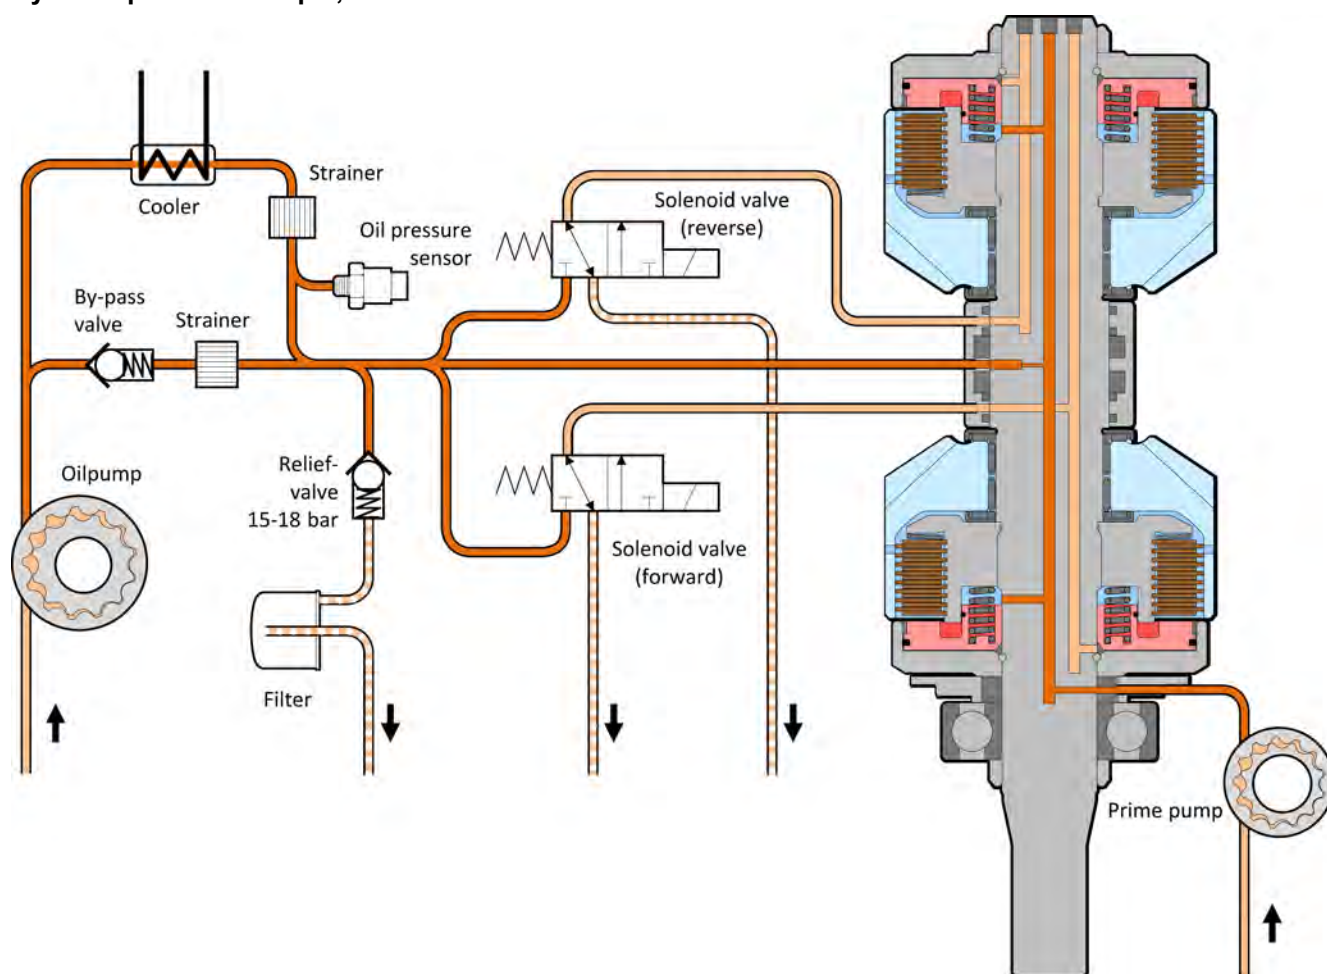 Cooler
Strainer
Oil pressure
sensor
Solenoid valve
(reverse)
By-pass
valve
Strainer
Oilpump
Relief-
valve
15-18 bar
Solenoid valve
(forward)
Filter
Prime pump